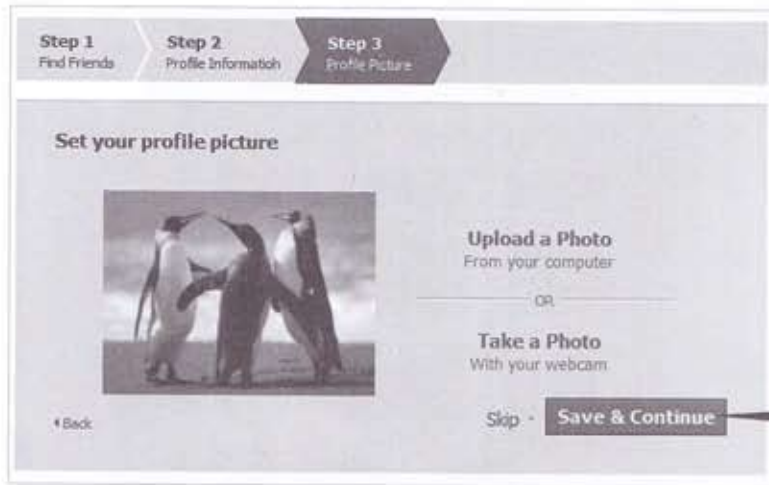 Step 1
Find Friends
Step 2
Profile Information
Step 3
Profile Picture
Set your profile picture
Upload a Photo
From your computer
OR
Take a Photo
With your webcam
Back
Skip · Save & Continue